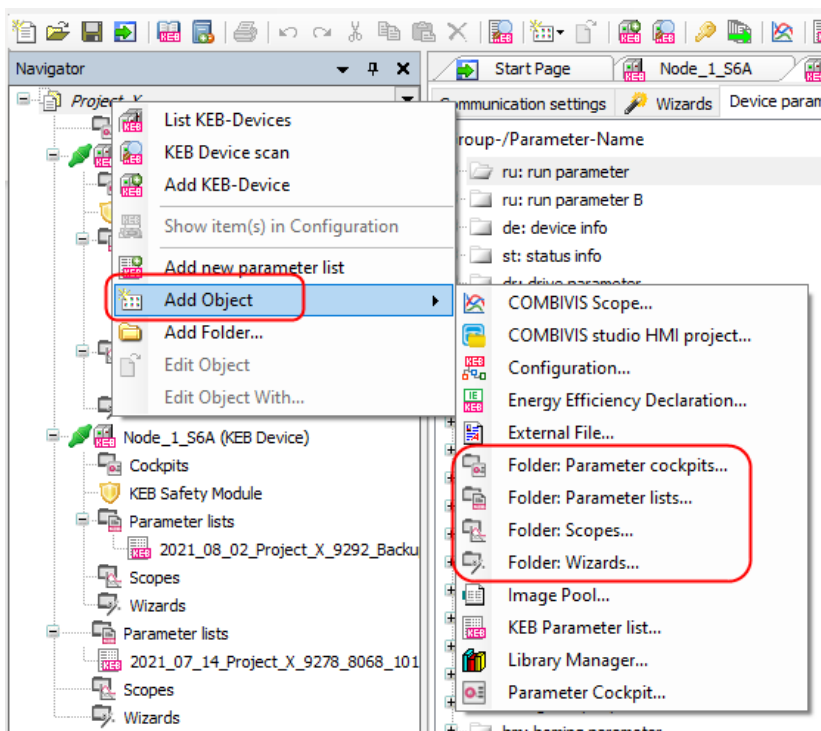 Navigator
Start Page
Node_1_S6A
Project_X
Communication settings
Wizards
Device param
roup-/Parameter-Name
ru: run parameter
ru: run parameter B
de: device info
st: status info
dr: drive parameter
List KEB-Devices
KEB Device scan
Add KEB-Device
Show item(s) in Configuration
Add new parameter list
Add Object
Add Folder...
Edit Object
Edit Object With...
COMBIVIS Scope...
COMBIVIS studio HMI project...
Configuration...
Energy Efficiency Declaration...
External File...
Folder: Parameter cockpits...
Folder: Parameter lists...
Folder: Scopes...
Folder: Wizards...
Image Pool...
KEB Parameter list...
Library Manager...
Parameter Cockpit...
Node_1_S6A (KEB Device)
Cockpits
KEB Safety Module
Parameter lists
2021_08_02_Project_X_9292_Backu
Scopes
Wizards
Parameter lists
2021_07_14_Project_X_9278_8068_101
Scopes
Wizards